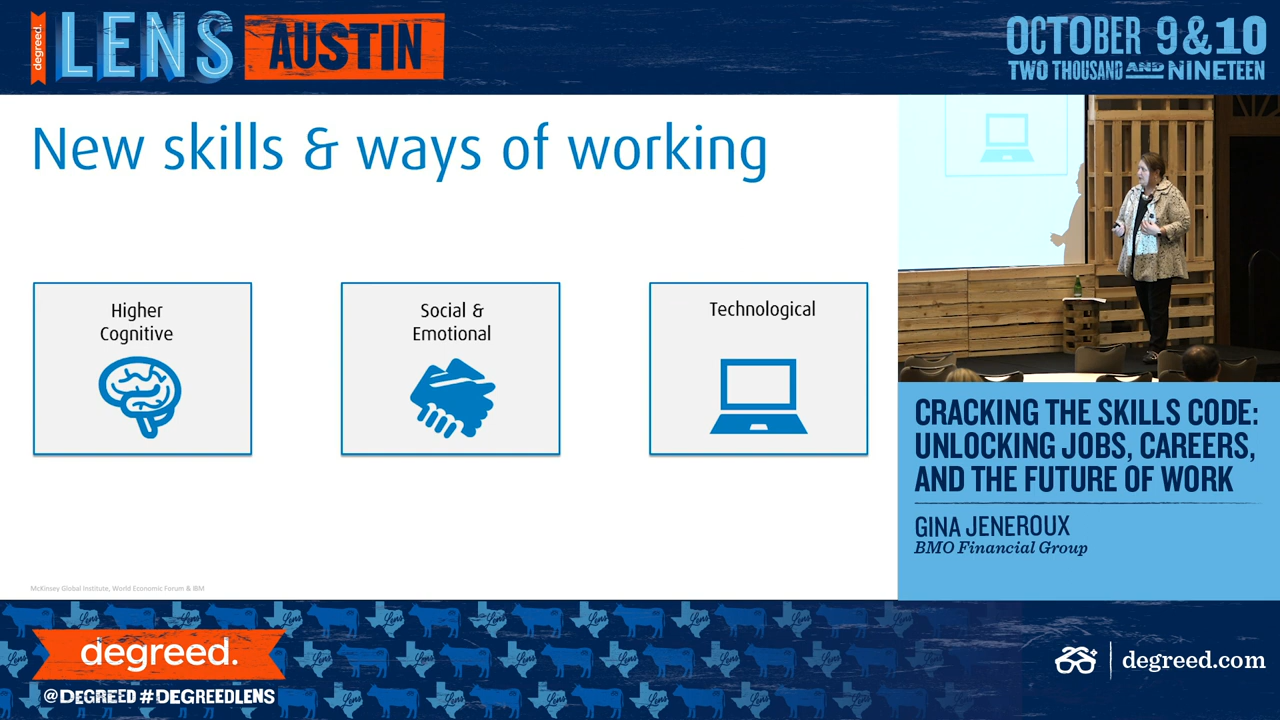 degreed.
LENS
AUSTIN
OCTOBER 9&10
TWO THOUSAND AND NINETEEN
New skills & ways of working
Higher
Cognitive
Social &
Emotional
Technological
McKinsey Global Institute, World Economic Forum & IBM
CRACKING THE SKILLS CODE:
UNLOCKING JOBS, CAREERS,
AND THE FUTURE OF WORK
GINA JENEROUX
BMO Financial Group
degreed.
@DEGREED #DEGREEDLENS
Lens
degreed.com